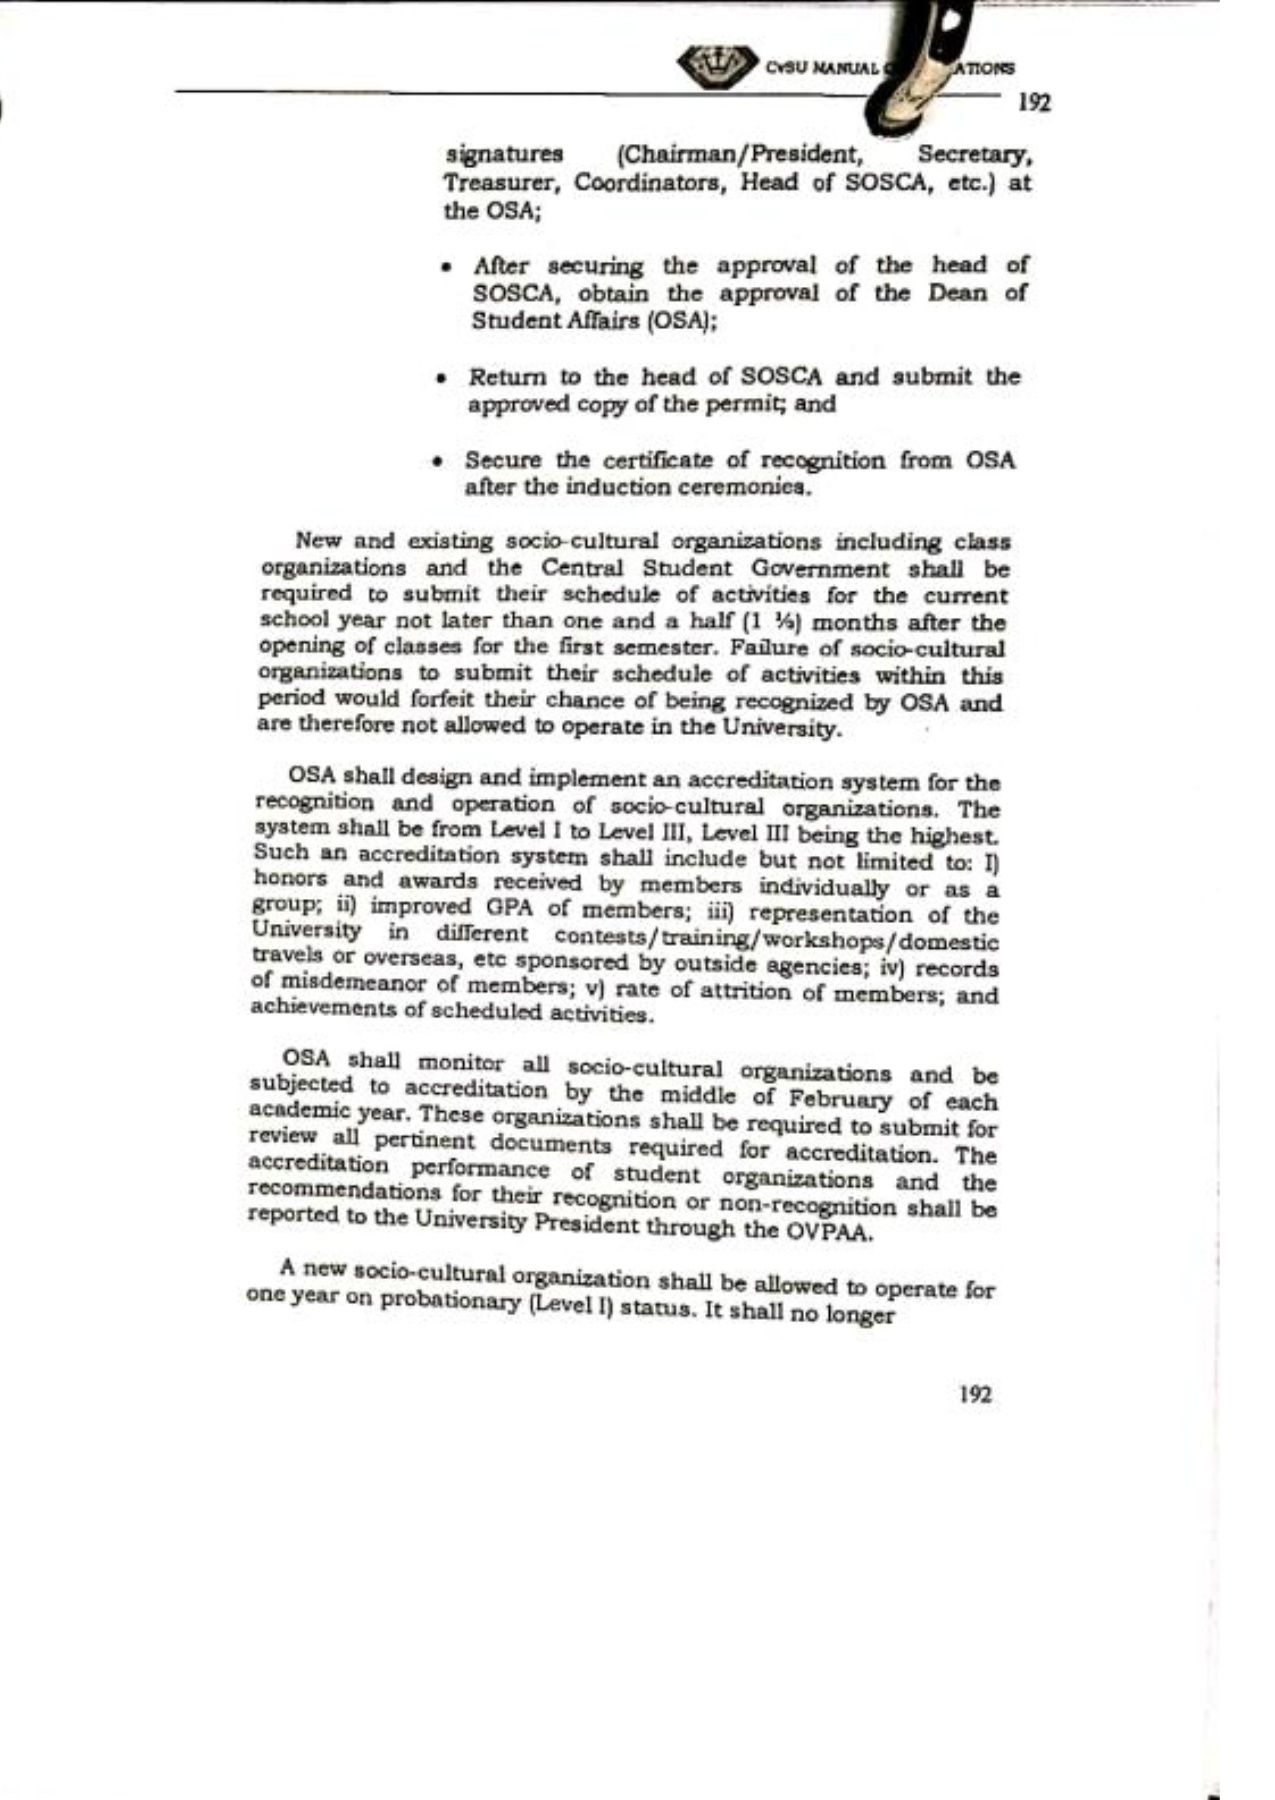 CvSU MANUAL ATIONS
192
signatures (Chairman/President, Secretary,
Treasurer, Coordinators, Head of SOSCA, etc.) at
the OSA;
• After securing the approval of the head of
SOSCA, obtain the approval of the Dean of
Student Affairs (OSA);
• Return to the head of SOSCA and submit the
approved copy of the permit; and
• Secure the certificate of recognition from OSA
after the induction ceremonies.
New and existing socio-cultural organizations including class
organizations and the Central Student Government shall be
required to submit their schedule of activities for the current
school year not later than one and a half (1 ½) months after the
opening of classes for the first semester. Failure of socio-cultural
organizations to submit their schedule of activities within this
period would forfeit their chance of being recognized by OSA and
are therefore not allowed to operate in the University.
OSA shall design and implement an accreditation system for the
recognition and operation of socio-cultural organizations. The
system shall be from Level I to Level III, Level III being the highest.
Such an accreditation system shall include but not limited to: I)
honors and awards received by members individually or as a
group; ii) improved GPA of members; iii) representation of the
University in different contests/training/workshops/domestic
travels or overseas, etc sponsored by outside agencies; iv) records
of misdemeanor of members; v) rate of attrition of members; and
achievements of scheduled activities.
OSA shall monitor all socio-cultural organizations and be
subjected to accreditation by the middle of February of each
academic year. These organizations shall be required to submit for
review all pertinent documents required for accreditation. The
accreditation performance of student organizations and the
recommendations for their recognition or non-recognition shall be
reported to the University President through the OVPAA.
A new socio-cultural organization shall be allowed to operate for
one year on probationary (Level I) status. It shall no longer
192